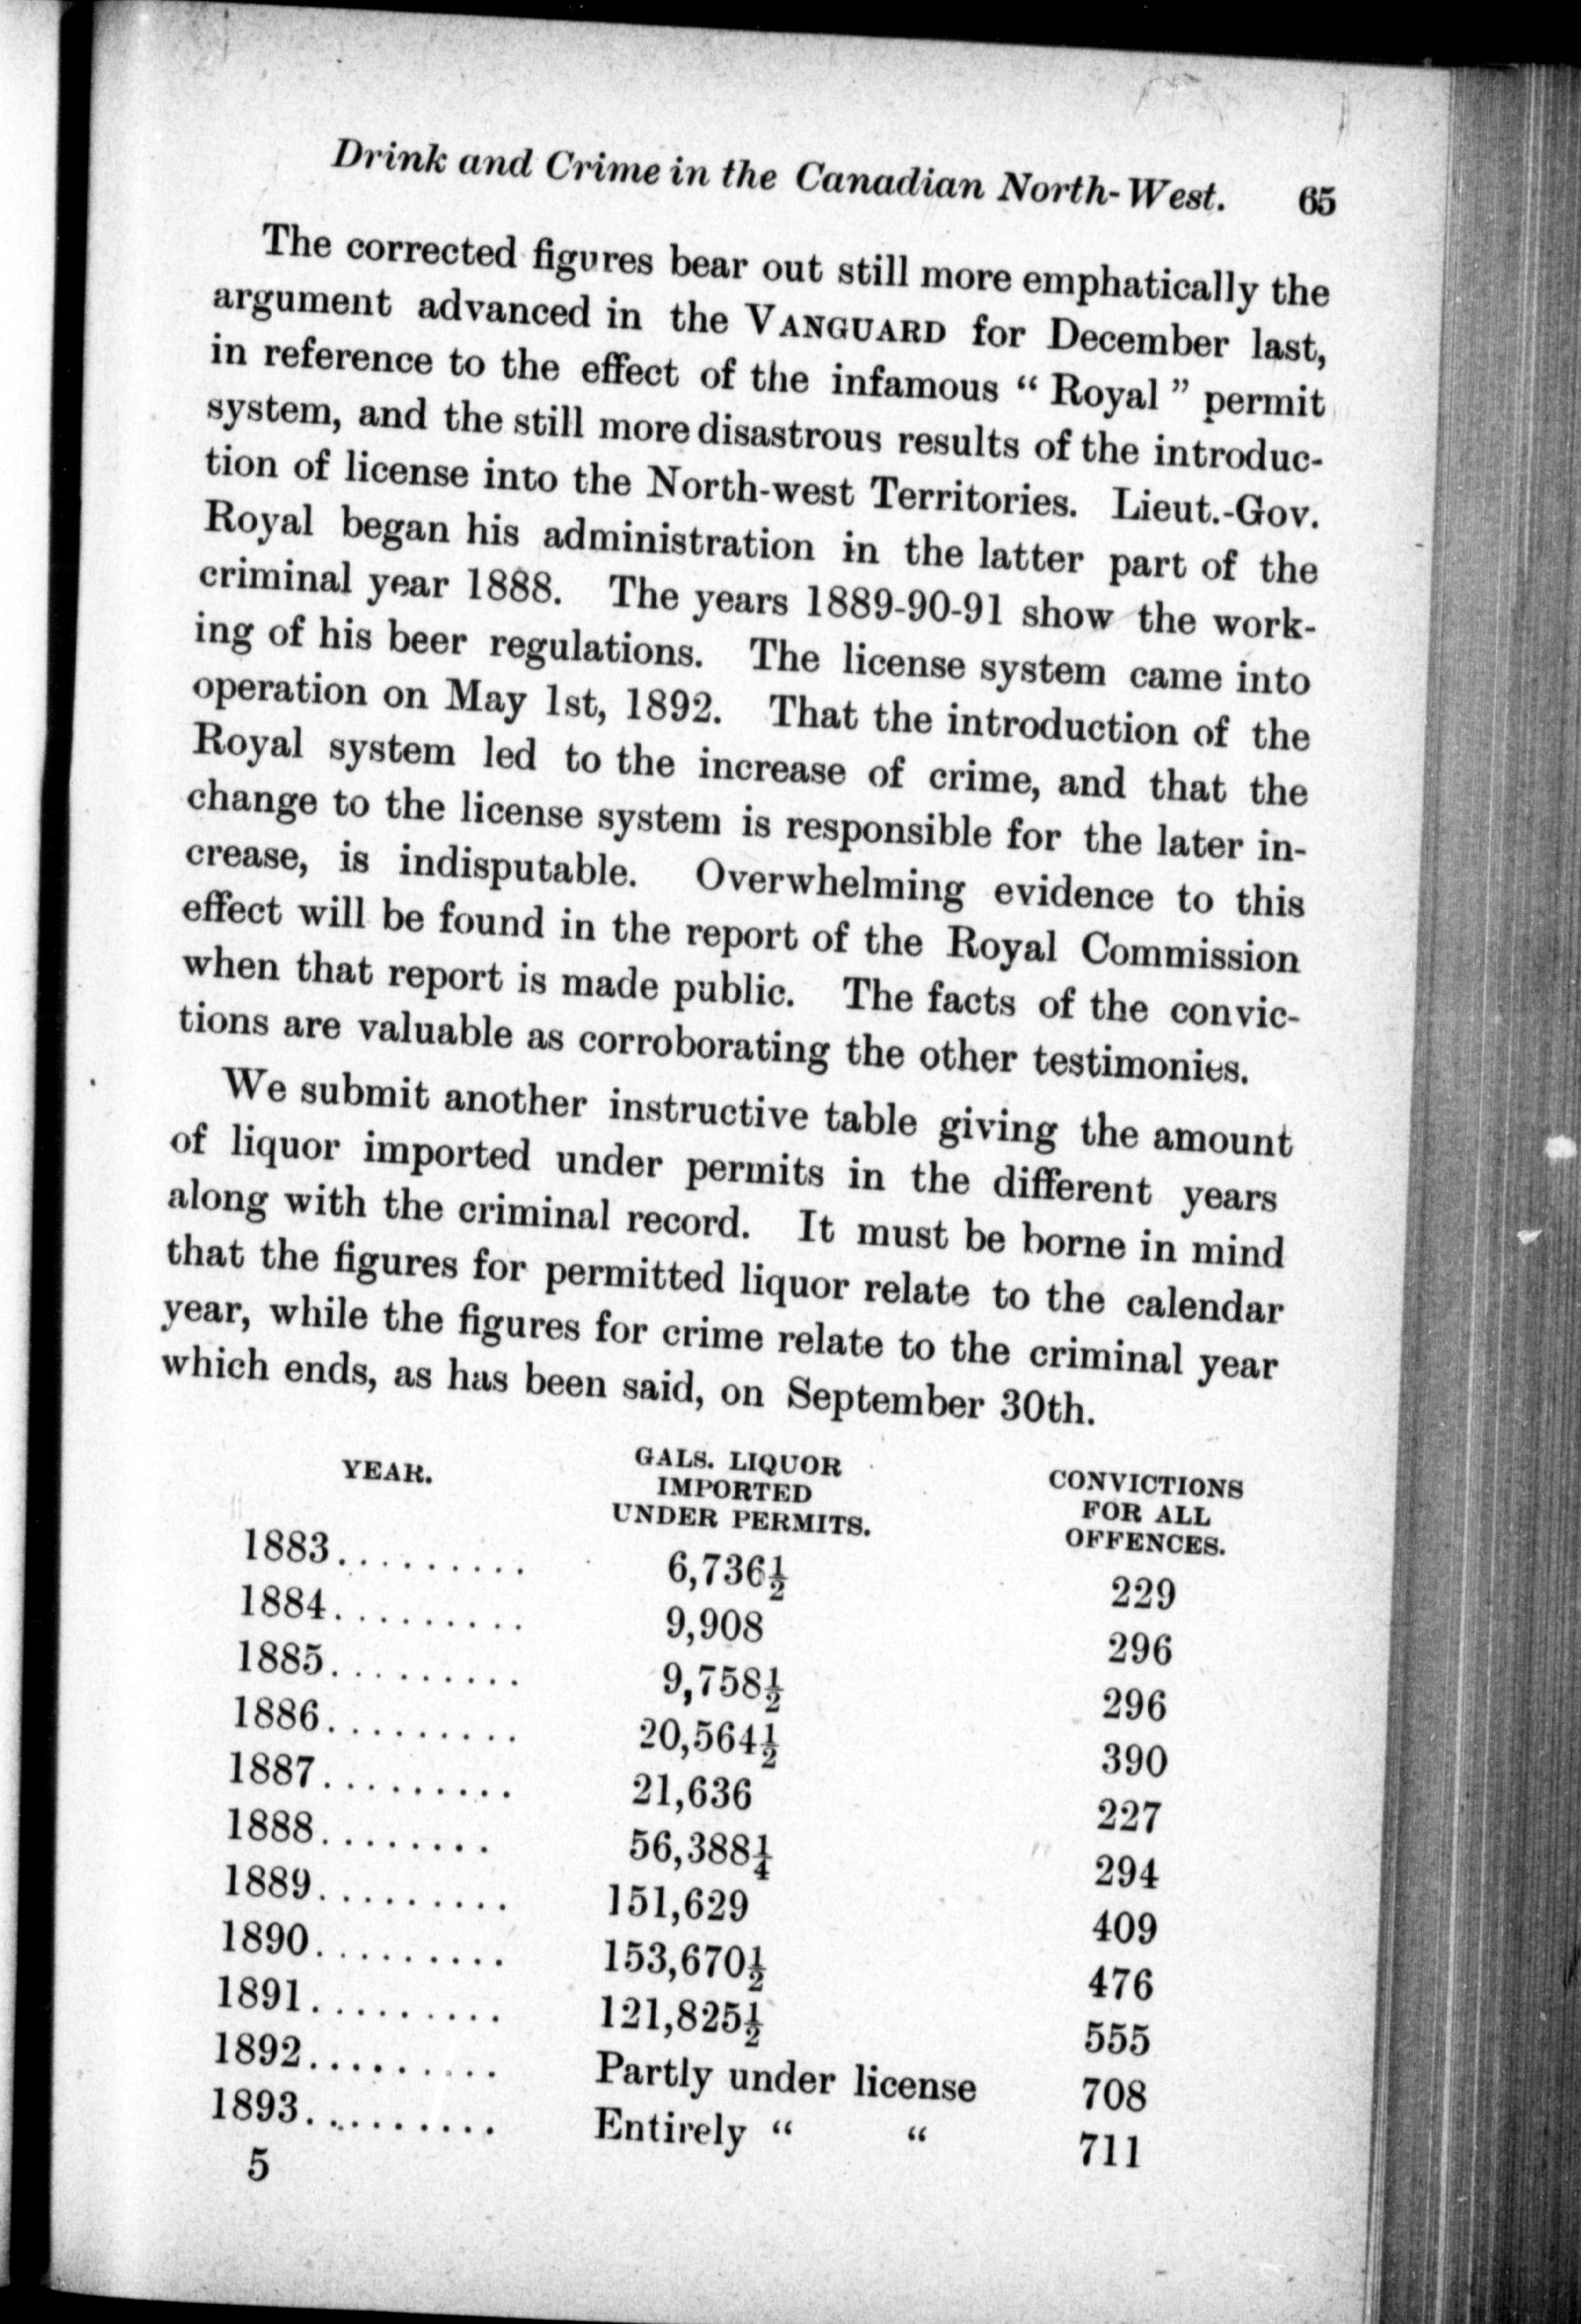 Drink and Crime in the Canadian North-West. 65
The corrected figures bear out still more emphatically the
argument advanced in the VANGUARD for December last,
in reference to the effect of the infamous “ Royal ” permit
system, and the still more disastrous results of the introduc-
tion of license into the North-west Territories. Lieut.-Gov.
Royal began his administration in the latter part of the
criminal year 1888. The years 1889-90-91 show the work-
ing of his beer regulations. The license system came into
operation on May 1st, 1892. That the introduction of the
Royal system led to the increase of crime, and that the
change to the license system is responsible for the later in-
crease, is indisputable. Overwhelming evidence to this
effect will be found in the report of the Royal Commission
when that report is made public. The facts of the convic-
tions are valuable as corroborating the other testimonies.
We submit another instructive table giving the amount
of liquor imported under permits in the different years
along with the criminal record. It must be borne in mind
that the figures for permitted liquor relate to the calendar
year, while the figures for crime relate to the criminal year
which ends, as has been said, on September 30th.
YEAR. GALS. LIQUOR CONVICTIONS
IMPORTED FOR ALL
UNDER PERMITS. OFFENCES.
1883......... 6,736½ 229
1884......... 9,908 296
1885......... 9,758½ 296
1886......... 20,564½ 390
1887......... 21,636 227
1888........ 56,388¼ 294
1889......... 151,629 409
1890......... 153,670½ 476
1891......... 121,825½ 555
1892......... Partly under license 708
1893......... Entirely “ “ 711
5